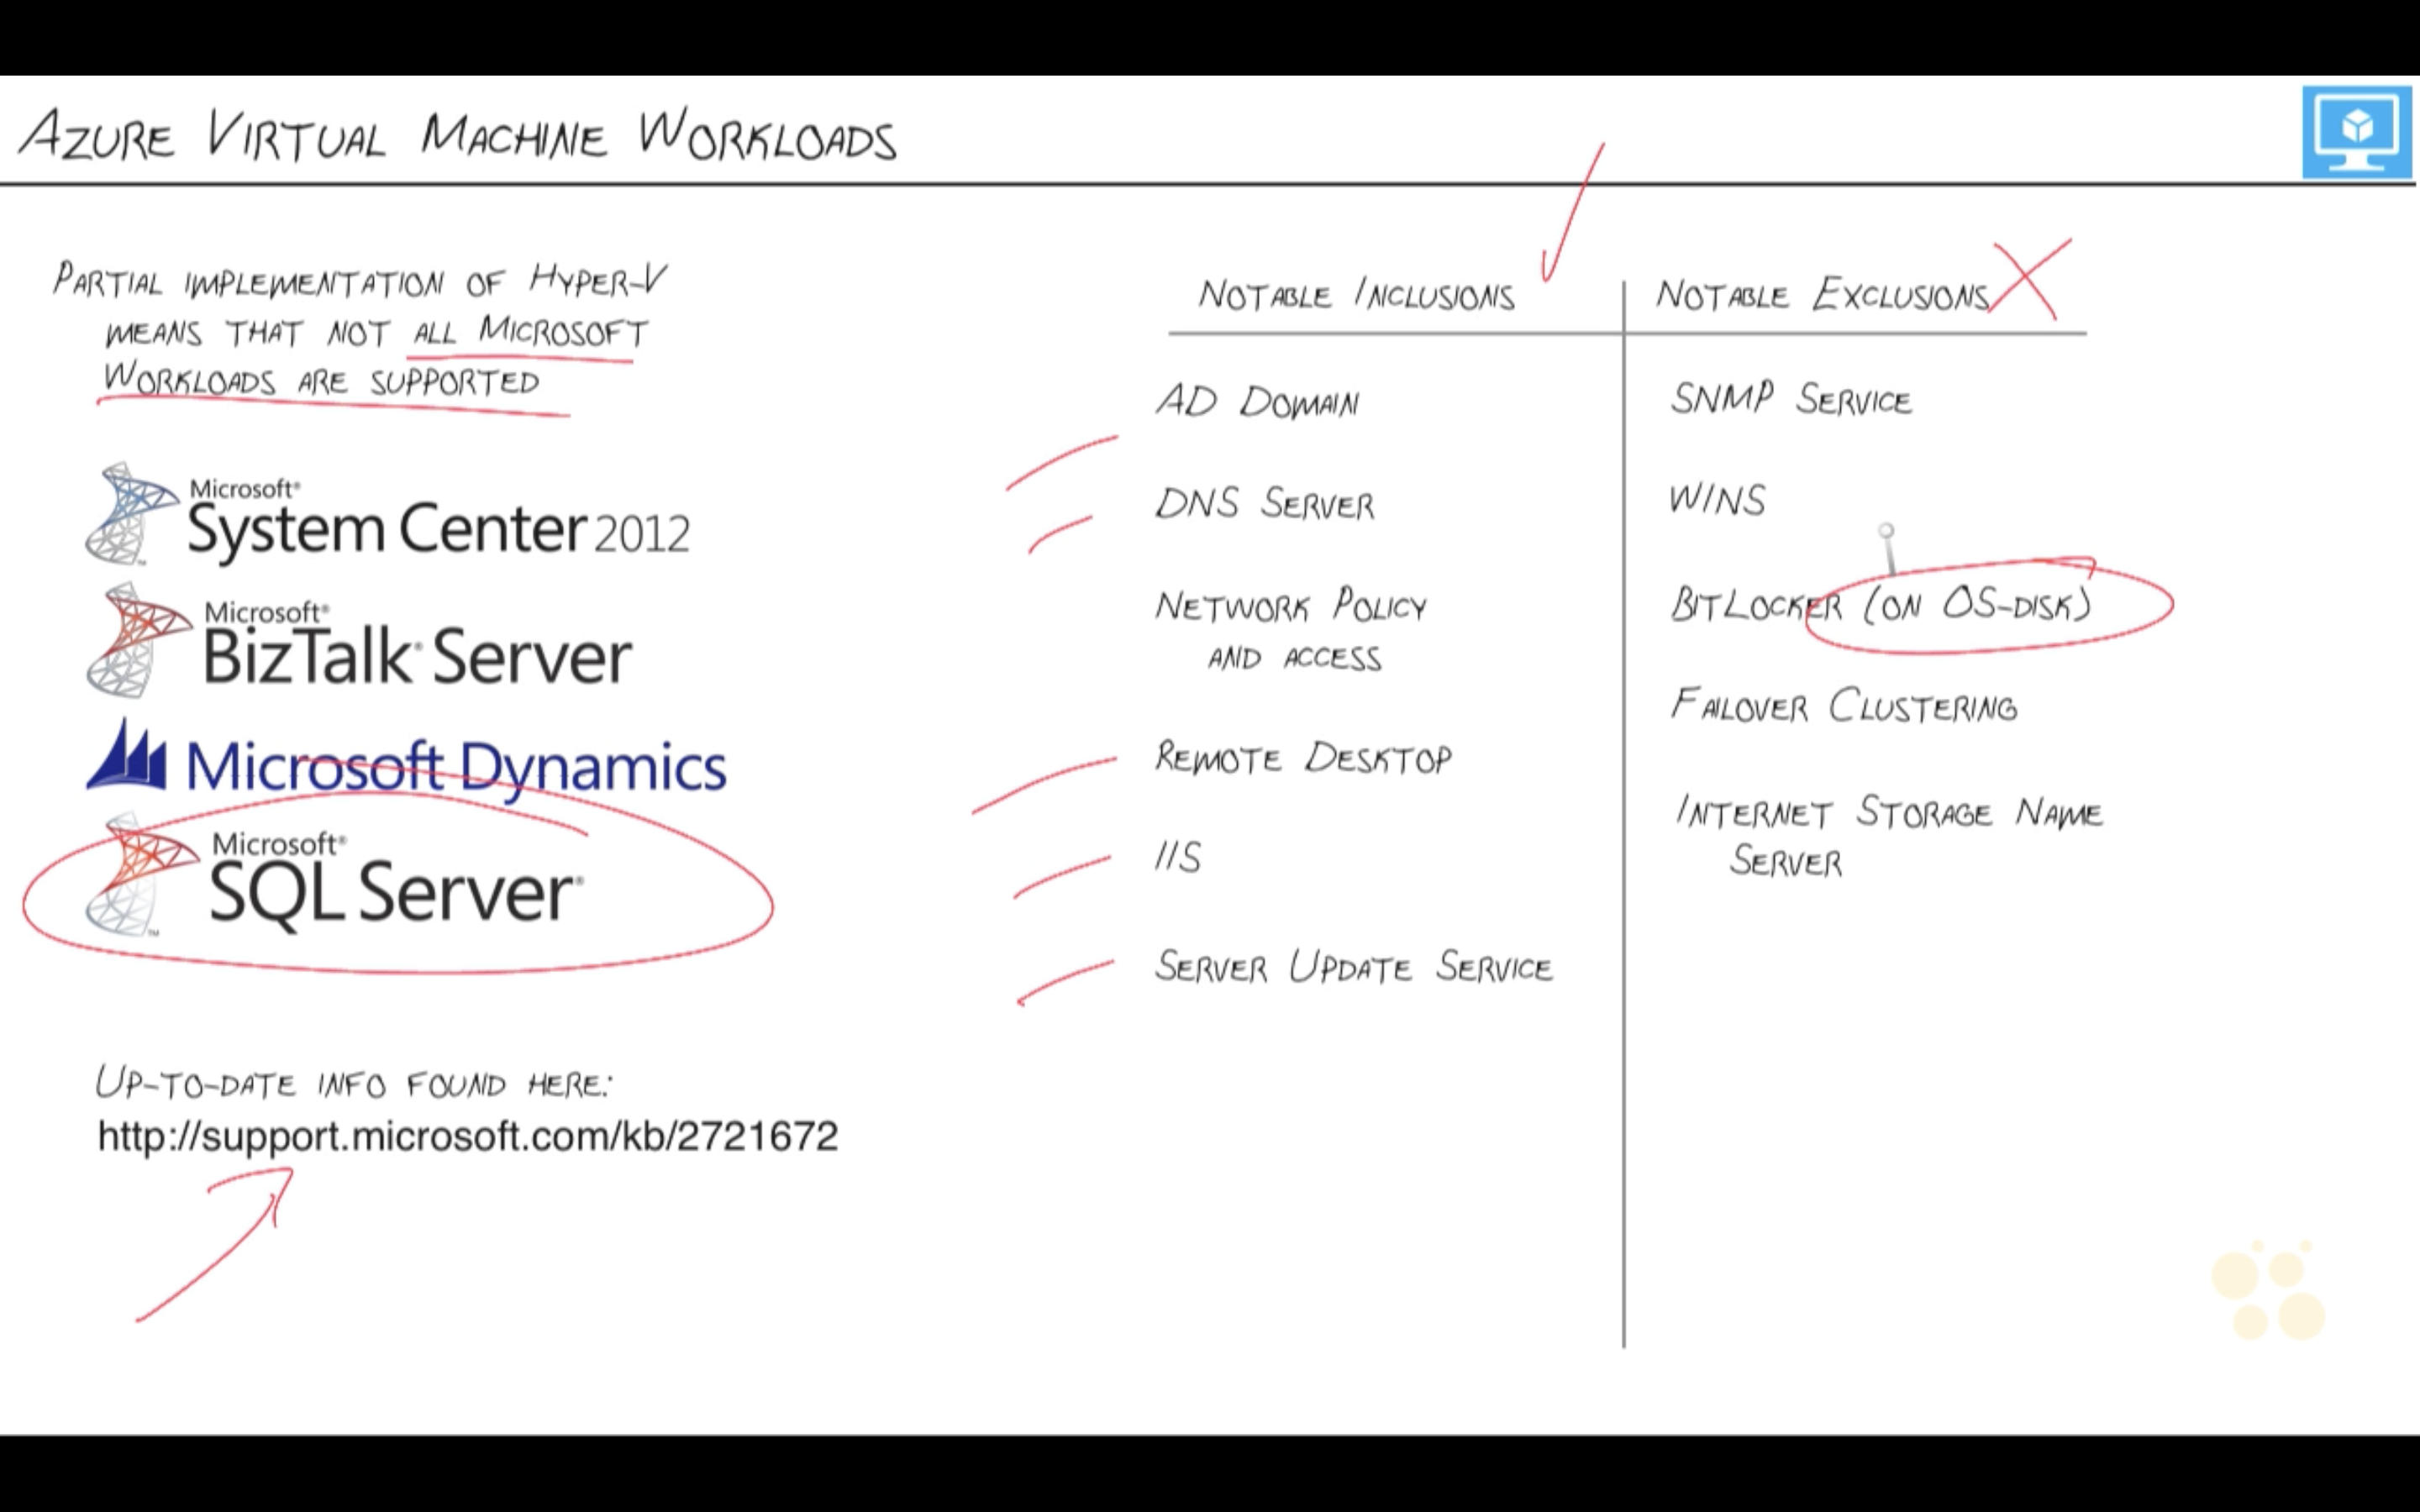 Azure Virtual Machine Workloads
Partial implementation of Hyper-V
means that not all Microsoft
Workloads are supported
Microsoft®
System Center 2012
™
Microsoft®
BizTalk® Server
Microsoft Dynamics
Microsoft®
SQL Server®
™
Up-to-date info found here:
http://support.microsoft.com/kb/2721672
Notable Inclusions
AD Domain
DNS Server
Network Policy
and access
Remote Desktop
IIS
Server Update Service
Notable Exclusions
SNMP Service
WINS
BitLocker (on OS-disk)
Failover Clustering
Internet Storage Name
Server